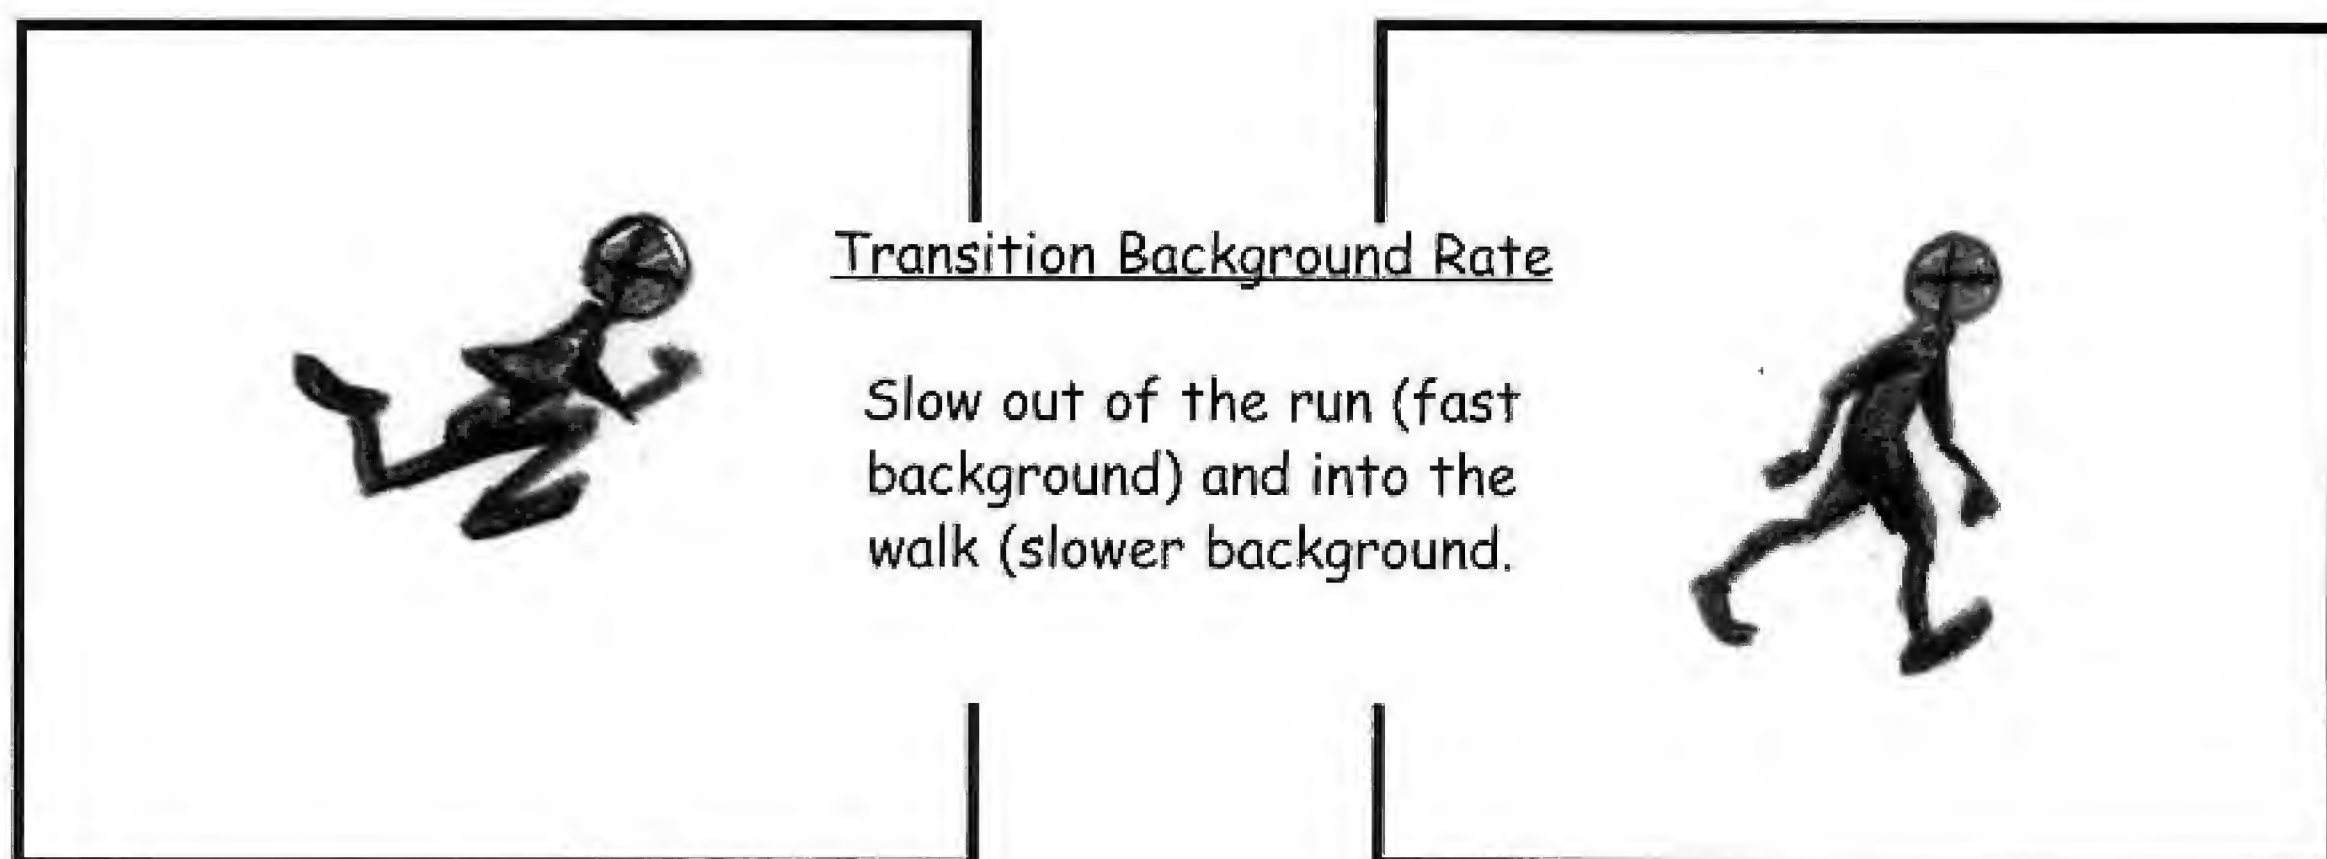 Transition Background Rate
Slow out of the run (fast
background) and into the
walk (slower background.